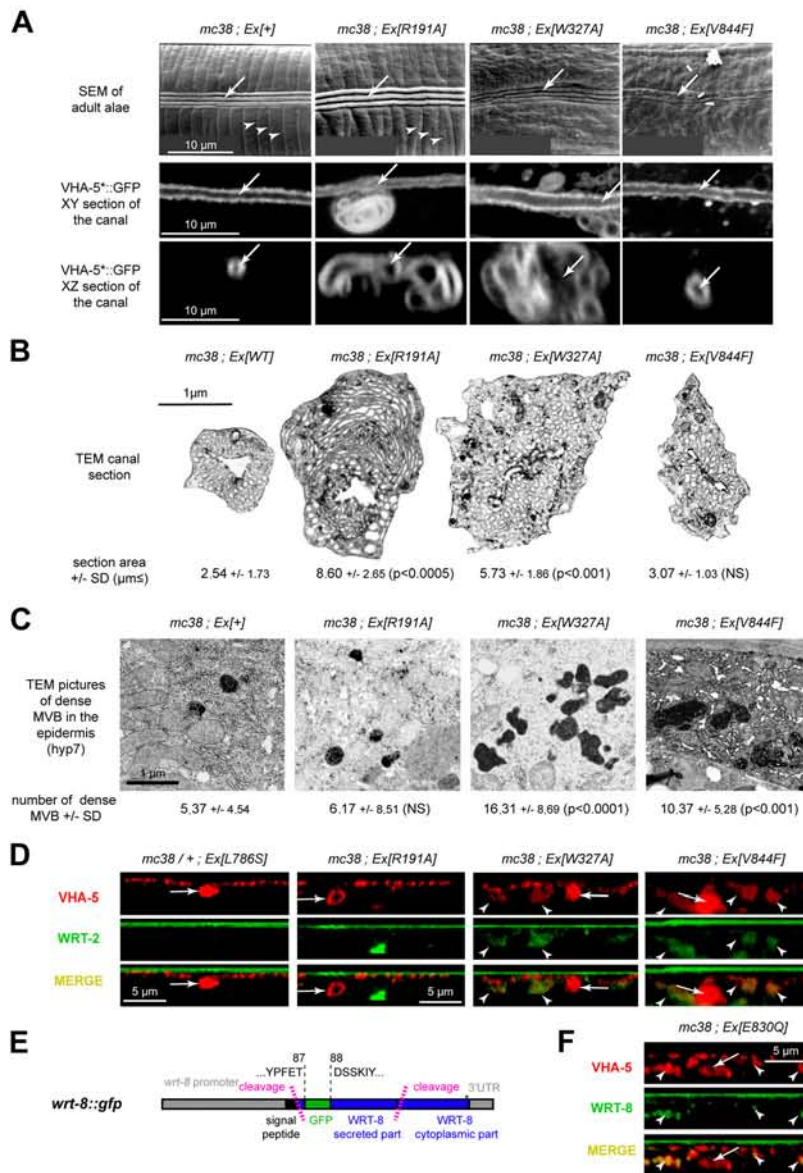 A
mc38 ; Ex[+] mc38 ; Ex[R191A] mc38 ; Ex[W327A] mc38 ; Ex[V844F]
SEM of
adult alae
10 µm
10 µm
VHA-5*::GFP
XY section of
the canal
10 µm
VHA-5*::GFP
XZ section of
the canal
10 µm
B
mc38 ; Ex[WT] mc38 ; Ex[R191A] mc38 ; Ex[W327A] mc38 ; Ex[V844F]
1µm
TEM canal
section
section area
+/- SD (µm≤)
2.54 +/- 1.73 8.60 +/- 2.65 (p<0.0005) 5.73 +/- 1.86 (p<0.001) 3.07 +/- 1.03 (NS)
C
mc38 ; Ex[+] mc38 ; Ex[R191A] mc38 ; Ex[W327A] mc38 ; Ex[V844F]
TEM pictures
of dense
MVB in the
epidermis
(hyp7)
1 µm
number of dense
MVB +/- SD
5.37 +/- 4.54 6.17 +/- 8.51 (NS) 16.31 +/- 8.69 (p<0.0001) 10.37 +/- 5.28 (p<0.001)
D
mc38 /+ ; Ex[L786S] mc38 ; Ex[R191A] mc38 ; Ex[W327A] mc38 ; Ex[V844F]
VHA-5
WRT-2
MERGE
5 µm 5 µm 5 µm
E
87 88
...YPFET DSSKIY...
wrt-8 promoter cleavage cleavage 3'UTR
wrt-8::gfp
signal
peptide
GFP
WRT-8
secreted part
WRT-8
cytoplasmic part
F
mc38 ; Ex[E830Q]
5 µm
VHA-5
WRT-8
MERGE